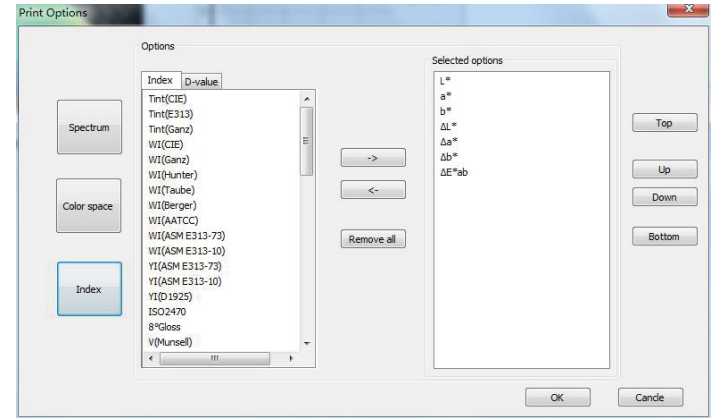 Print Options
Options
Selected options
Index
D-value
Spectrum
Color space
Index
Tint(CIE)
Tint(E313)
Tint(Ganz)
WI(CIE)
WI(Ganz)
WI(Hunter)
WI(Taube)
WI(Berger)
WI(AATCC)
WI(ASM E313-73)
WI(ASM E313-10)
YI(ASM E313-73)
YI(ASM E313-10)
YI(D1925)
ISO2470
8°Gloss
V(Munsell)
->
<-
Remove all
L*
a*
b*
ΔL*
Δa*
Δb*
ΔE*ab
Top
Up
Down
Bottom
OK
Cancle